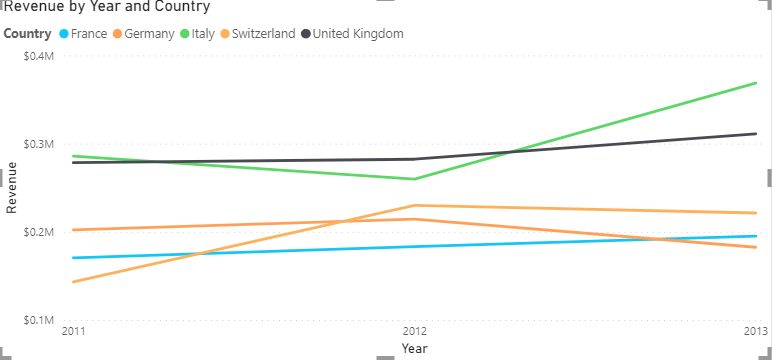 Revenue by Year and Country
Country France Germany Italy Switzerland United Kingdom
$0.4M
$0.3M
$0.2M
$0.1M
Revenue
2011 2012 2013
Year